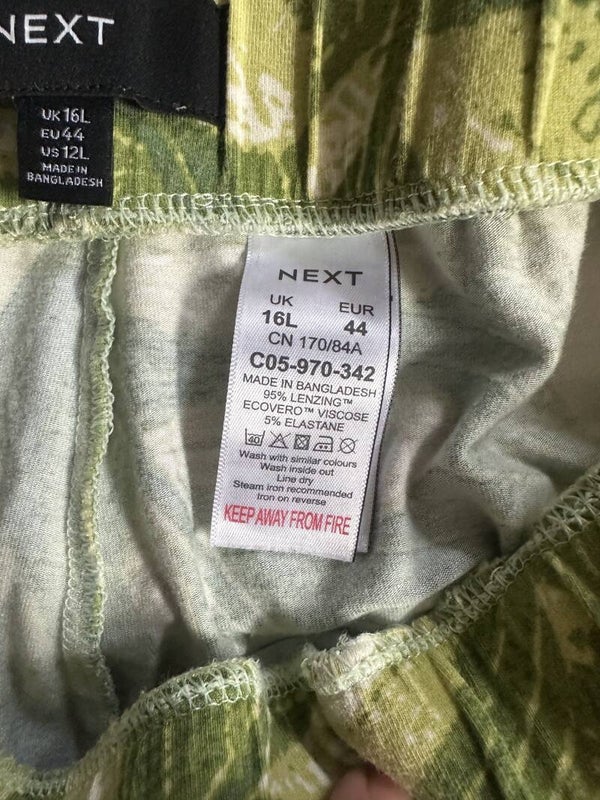 NEXT
UK 16L
EU 44
US 12L
MADE IN
BANGLADESH
NEXT
UK EUR
16L 44
CN 170/84A
C05-970-342
MADE IN BANGLADESH
95% LENZING™
ECOVERO™ VISCOSE
5% ELASTANE
40
Wash with similar colours
Wash inside out
Line dry
Steam iron recommended
Iron on reverse
KEEP AWAY FROM FIRE